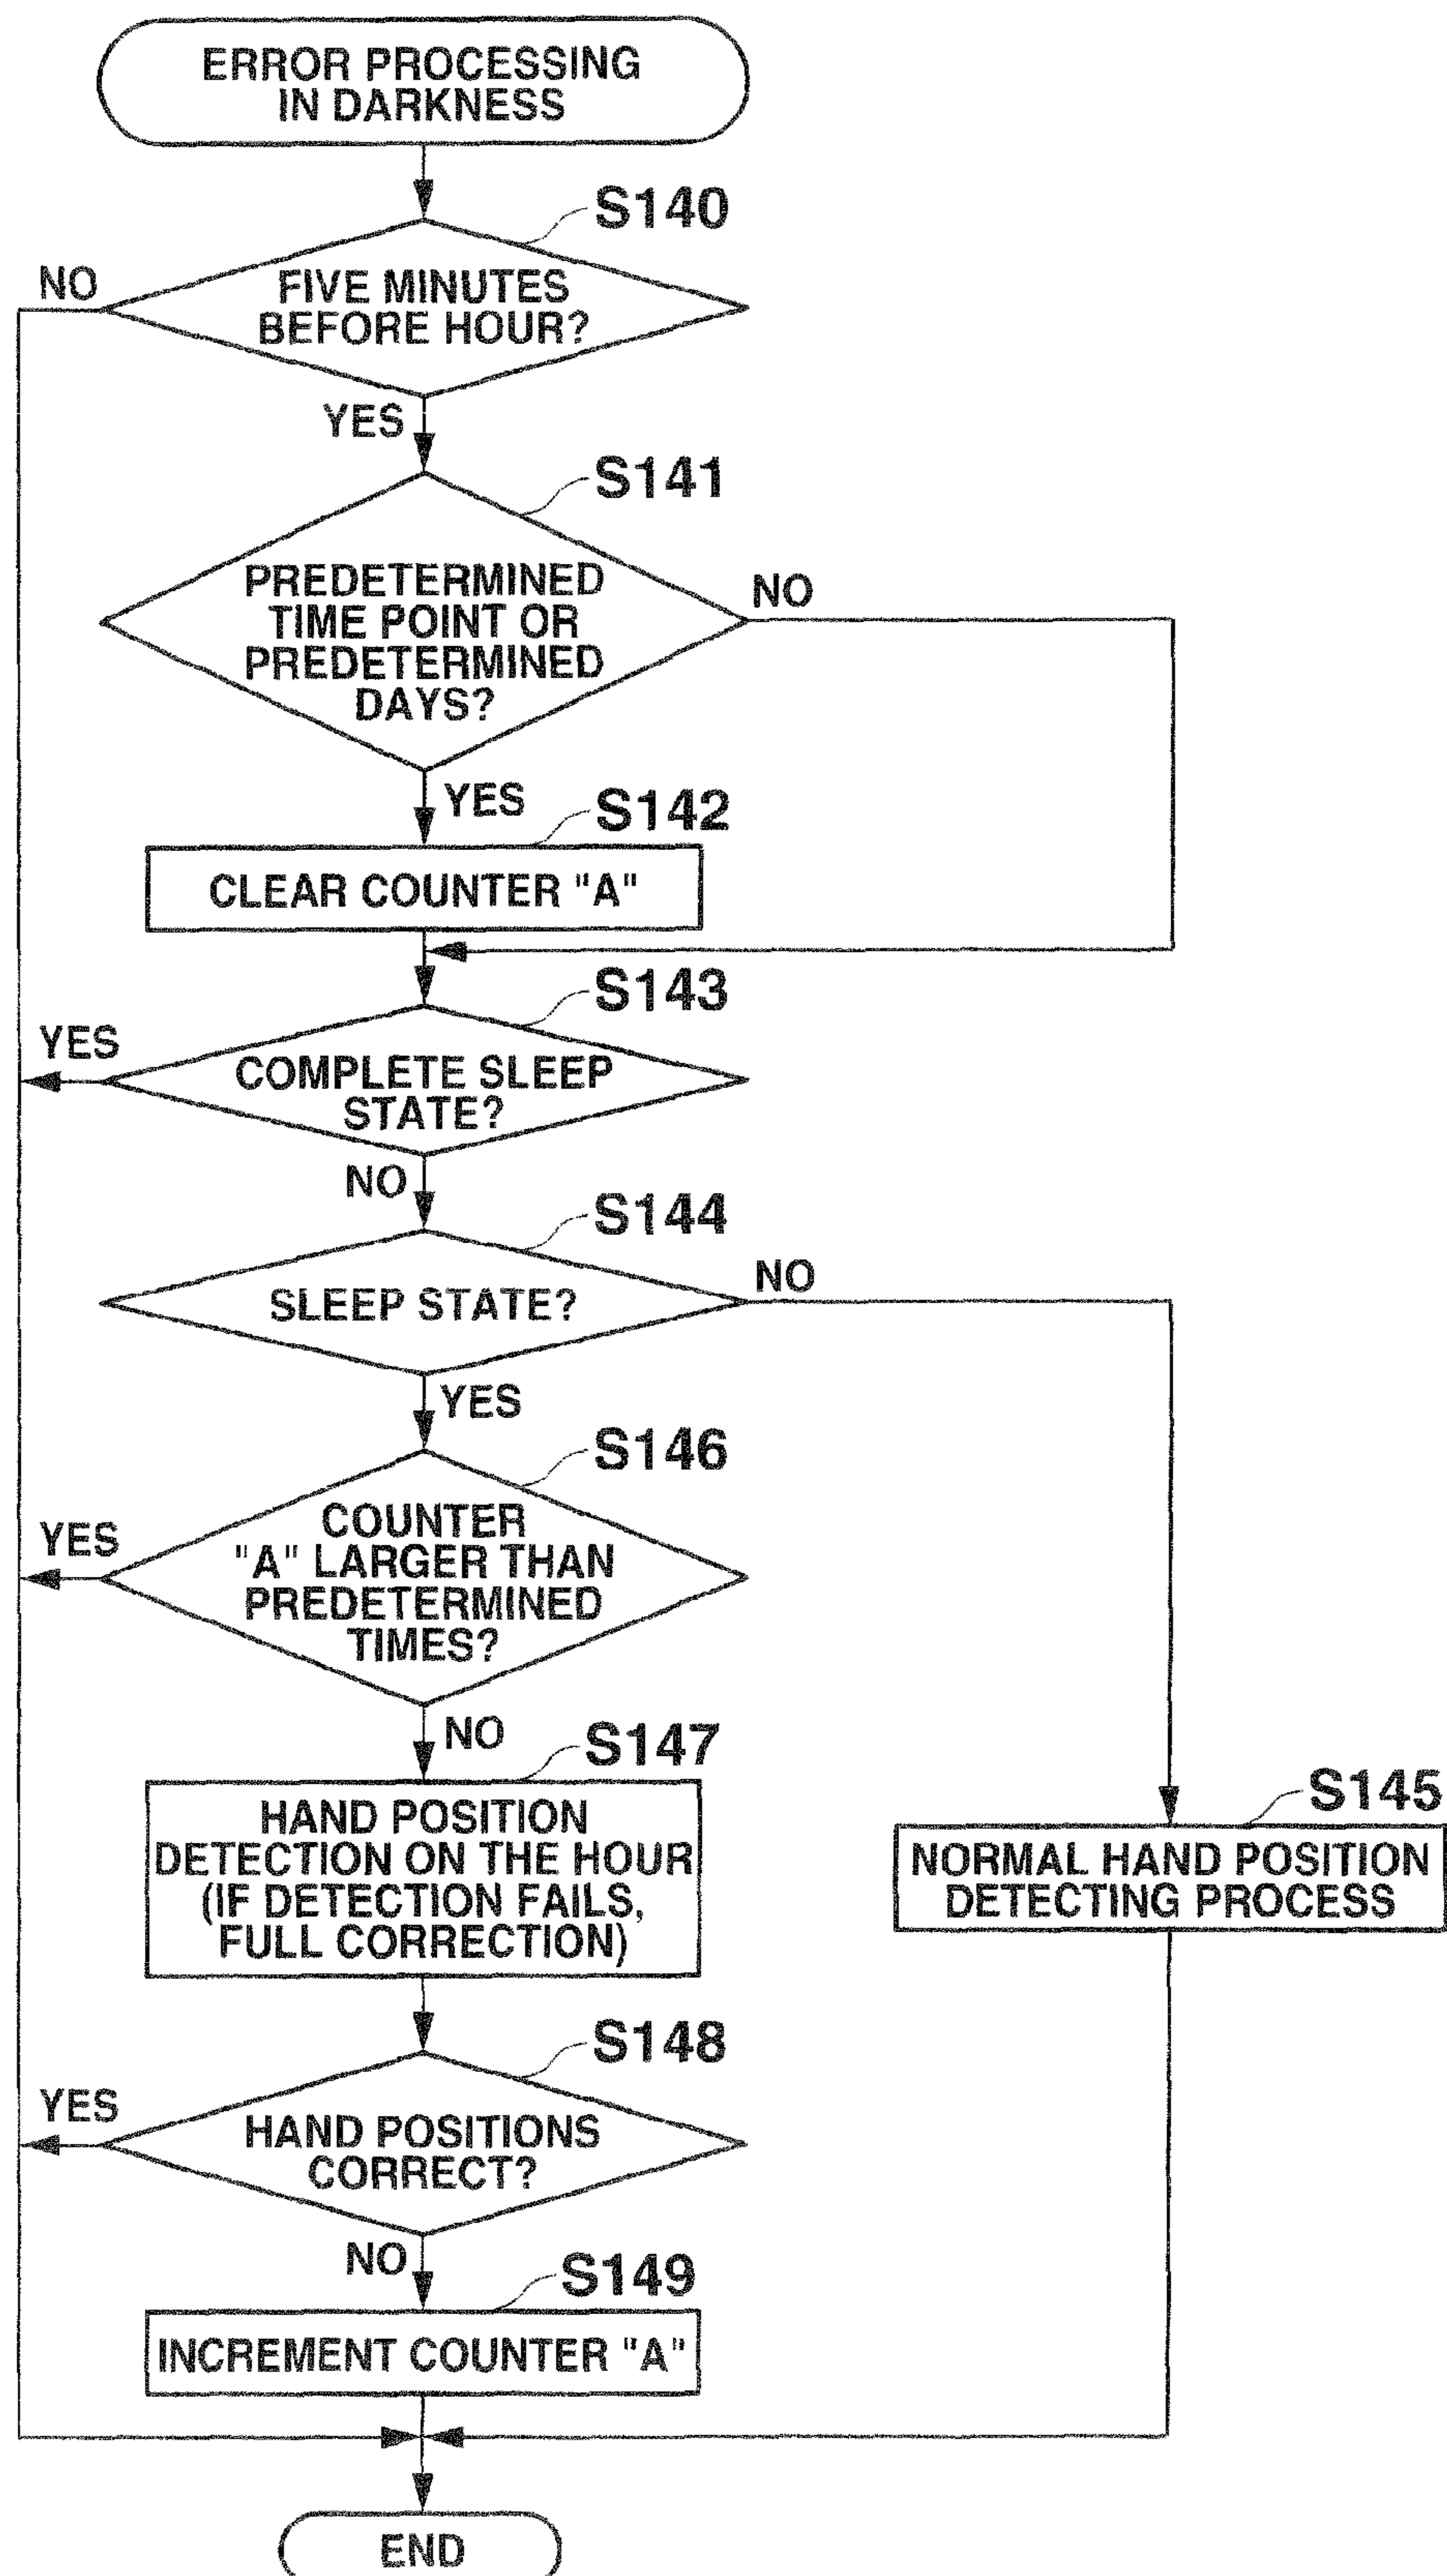 ERROR PROCESSING
IN DARKNESS
S140
NO
FIVE MINUTES
BEFORE HOUR?
YES
S141
PREDETERMINED
TIME POINT OR
PREDETERMINED
DAYS?
NO
YES
S142
CLEAR COUNTER "A"
S143
YES
COMPLETE SLEEP
STATE?
NO
S144
SLEEP STATE?
NO
YES
S146
YES
COUNTER
"A" LARGER THAN
PREDETERMINED
TIMES?
NO
S147
HAND POSITION
DETECTION ON THE HOUR
(IF DETECTION FAILS,
FULL CORRECTION)
S145
NORMAL HAND POSITION
DETECTING PROCESS
S148
YES
HAND POSITIONS
CORRECT?
NO
S149
INCREMENT COUNTER "A"
END